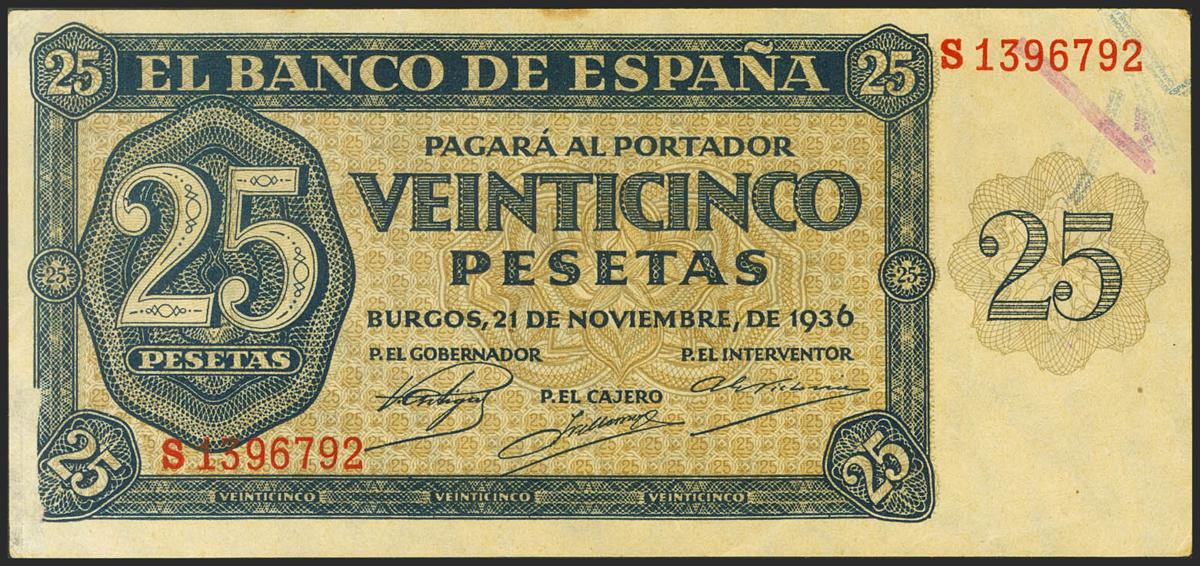 25 EL BANCO DE ESPAÑA 25
S 1396792
PAGARÁ AL PORTADOR
25
VEINTICINCO
PESETAS
25
25
25
BURGOS, 21 DE NOVIEMBRE, DE 1936
PESETAS
P. EL GOBERNADOR
P. EL INTERVENTOR
P. EL CAJERO
S 1396792
25
25
VEINTICINCO
VEINTICINCO
VEINTICINCO